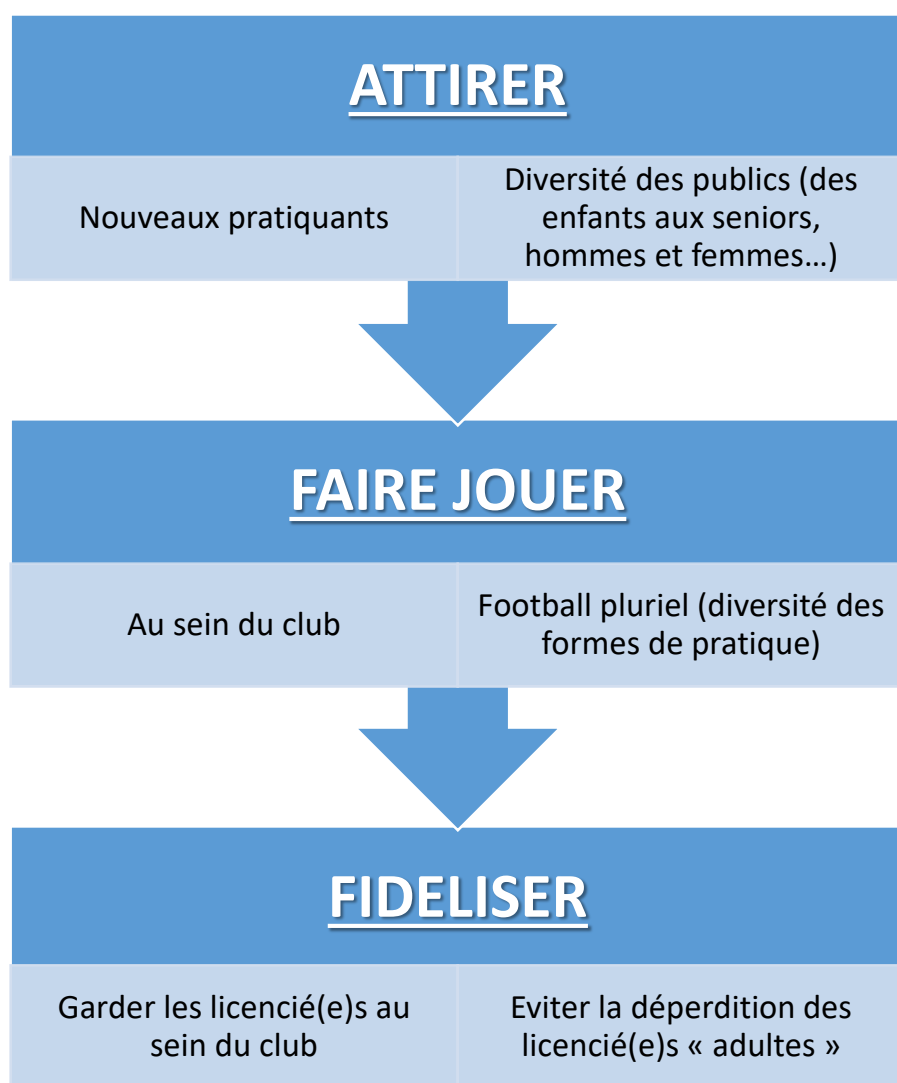 ATTIRER
Nouveaux pratiquants
Diversité des publics (des
enfants aux seniors,
hommes et femmes…)
FAIRE JOUER
Au sein du club
Football pluriel (diversité des
formes de pratique)
FIDELISER
Garder les licencié(e)s au
sein du club
Eviter la déperdition des
licencié(e)s « adultes »